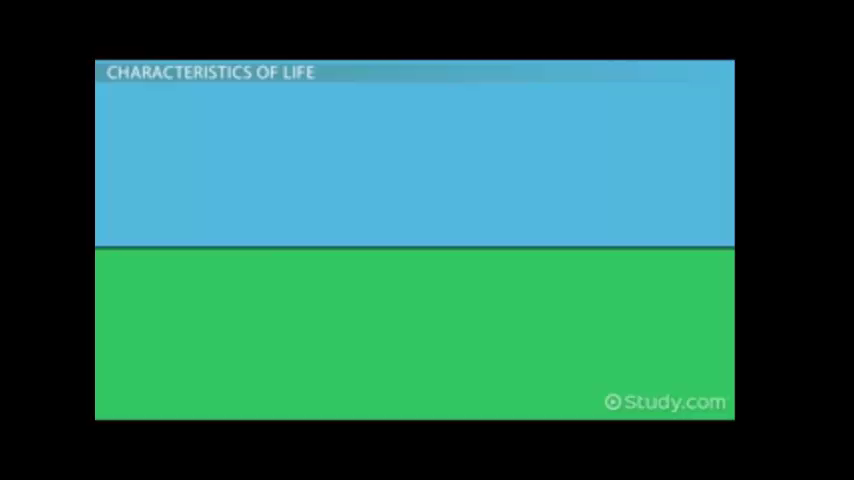 CHARACTERISTICS OF LIFE
Study.com